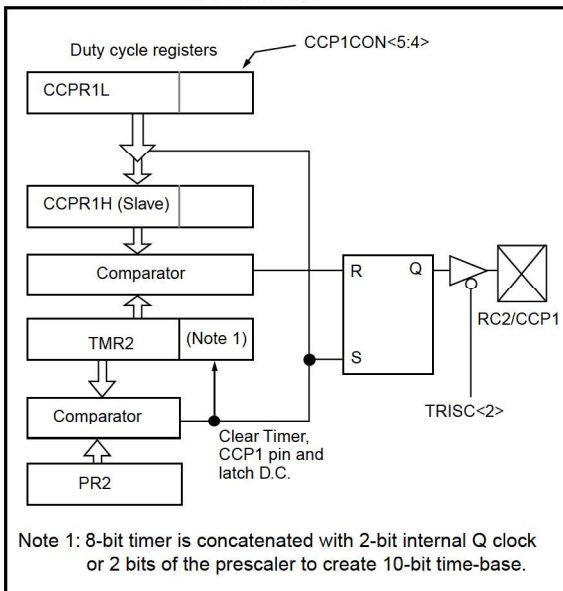 Duty cycle registers
CCP1CON<5:4>
CCPR1L
CCPR1H (Slave)
Comparator
R
Q
RC2/CCP1
TMR2
(Note 1)
S
TRISC<2>
Comparator
Clear Timer,
CCP1 pin and
latch D.C.
PR2
Note 1: 8-bit timer is concatenated with 2-bit internal Q clock
or 2 bits of the prescaler to create 10-bit time-base.